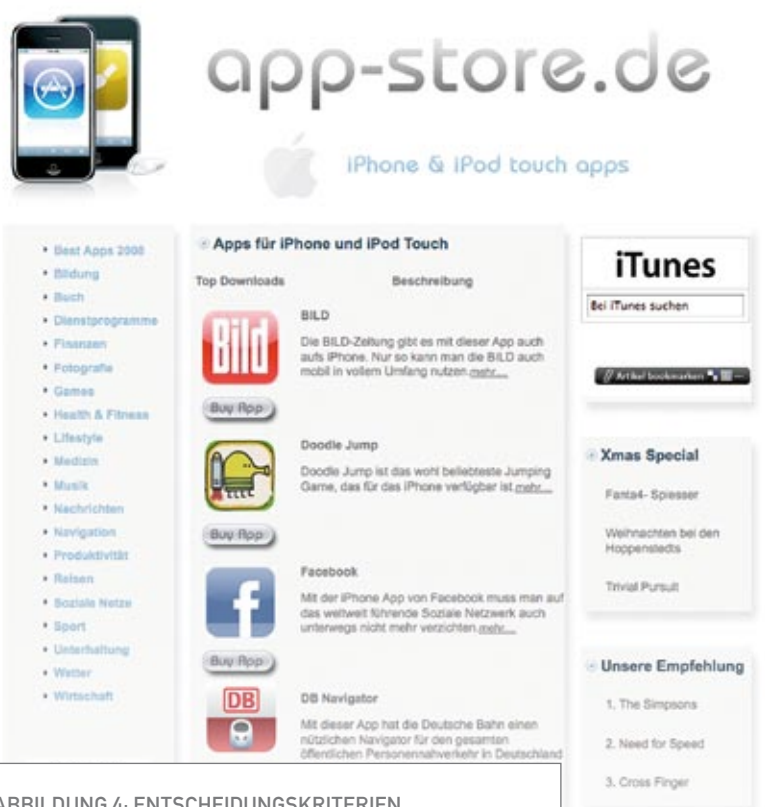 app-store.de
iPhone & iPod touch apps
Best Apps 2008
Bildung
Buch
Dienstprogramme
Finanzen
Fotografie
Games
Health & Fitness
Lifestyle
Medizin
Musik
Nachrichten
Navigation
Produktivität
Reisen
Soziale Netze
Sport
Unterhaltung
Wetter
Wirtschaft
Apps für iPhone und iPod Touch
Top Downloads
Beschreibung
Bild
BILD
Die BILD-Zeitung gibt es mit dieser App auch
aufs iPhone. Nur so kann man die BILD auch
mobil in vollem Umfang nutzen.mehr....
Buy App
Doodle Jump
Doodle Jump ist das wohl beliebteste Jumping
Game, das für das iPhone verfügbar ist.mehr....
Buy App
f
Facebook
Mit der iPhone App von Facebook muss man auf
das weltweit führende Soziale Netzwerk auch
unterwegs nicht mehr verzichten.mehr....
Buy App
DB
DB Navigator
Mit dieser App hat die Deutsche Bahn einen
nützlichen Navigator für den gesamten
öffentlichen Personennahverkehr in Deutschland
iTunes
Bei iTunes suchen
// Artikel bookmarken
Xmas Special
Fanta4- Spiesser
Weihnachten bei den
Hoppenstedts
Trivial Pursuit
Unsere Empfehlung
1. The Simpsons
2. Need for Speed
3. Cross Finger
ABBILDUNG 4: ENTSCHEIDUNGSKRITERIEN